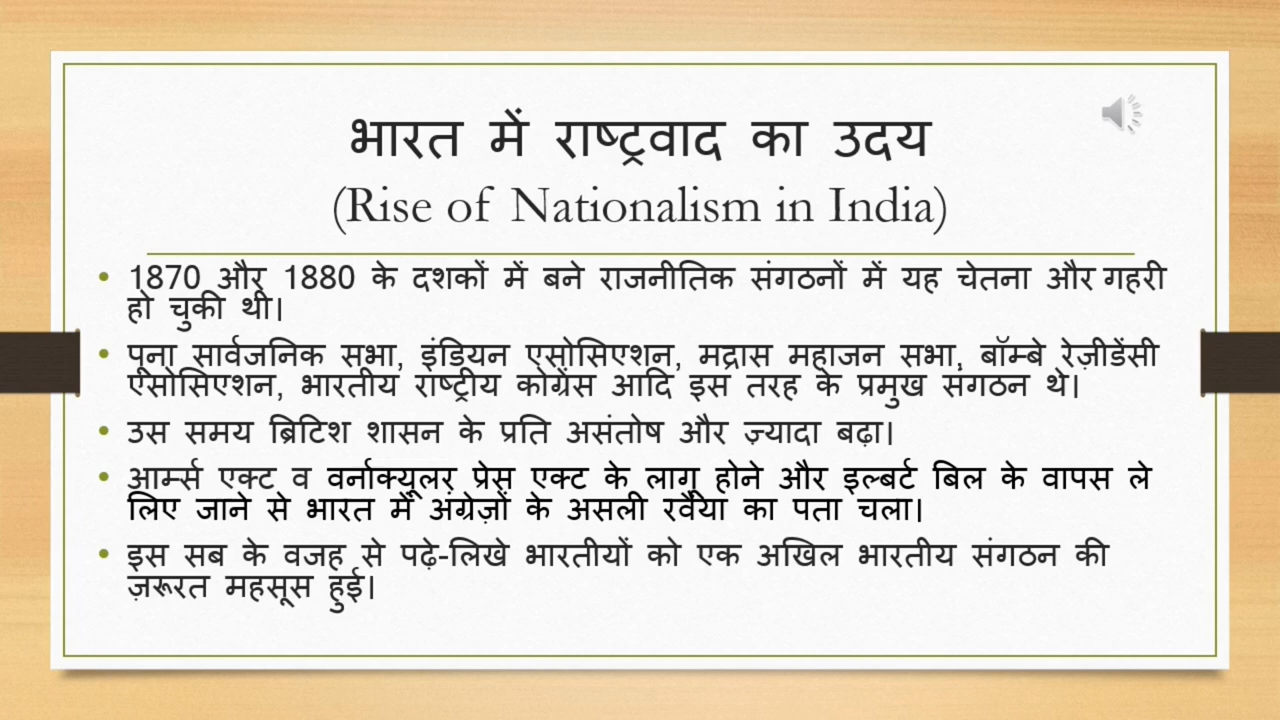 भारत में राष्ट्रवाद का उदय
(Rise of Nationalism in India)
• 1870 और 1880 के दशकों में बने राजनीतिक संगठनों में यह चेतना और गहरी
हो चुकी थी।
• पूना सार्वजनिक सभा, इंडियन एसोसिएशन, मद्रास महाजन सभा, बॉम्बे रेज़ीडेंसी
एसोसिएशन, भारतीय राष्ट्रीय कोंग्रेस आदि इस तरह के प्रमुख संगठन थे।
• उस समय ब्रिटिश शासन के प्रति असंतोष और ज़्यादा बढ़ा।
• आर्म्स एक्ट व वर्नाक्यूलर प्रेस एक्ट के लागू होने और इल्बर्ट बिल के वापस ले
लिए जाने से भारत में अंग्रेज़ों के असली रवैया का पता चला।
• इस सब के वजह से पढ़े-लिखे भारतीयों को एक अखिल भारतीय संगठन की
ज़रूरत महसूस हुई।